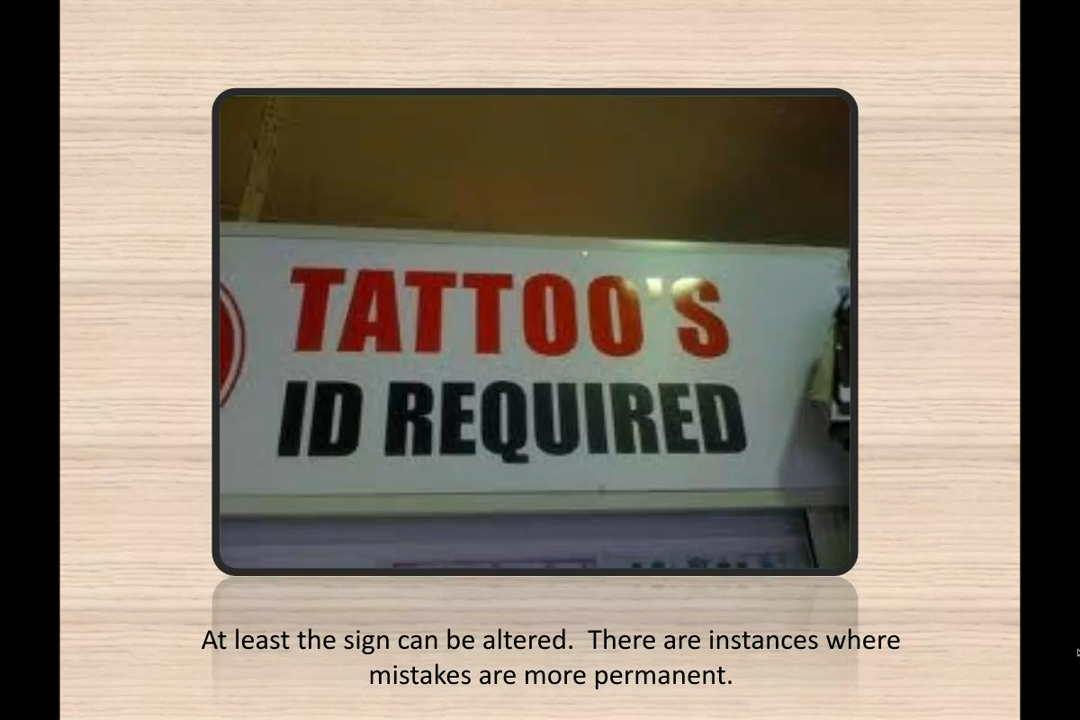 TATTOO'S
ID REQUIRED
At least the sign can be altered.  There are instances where
mistakes are more permanent.